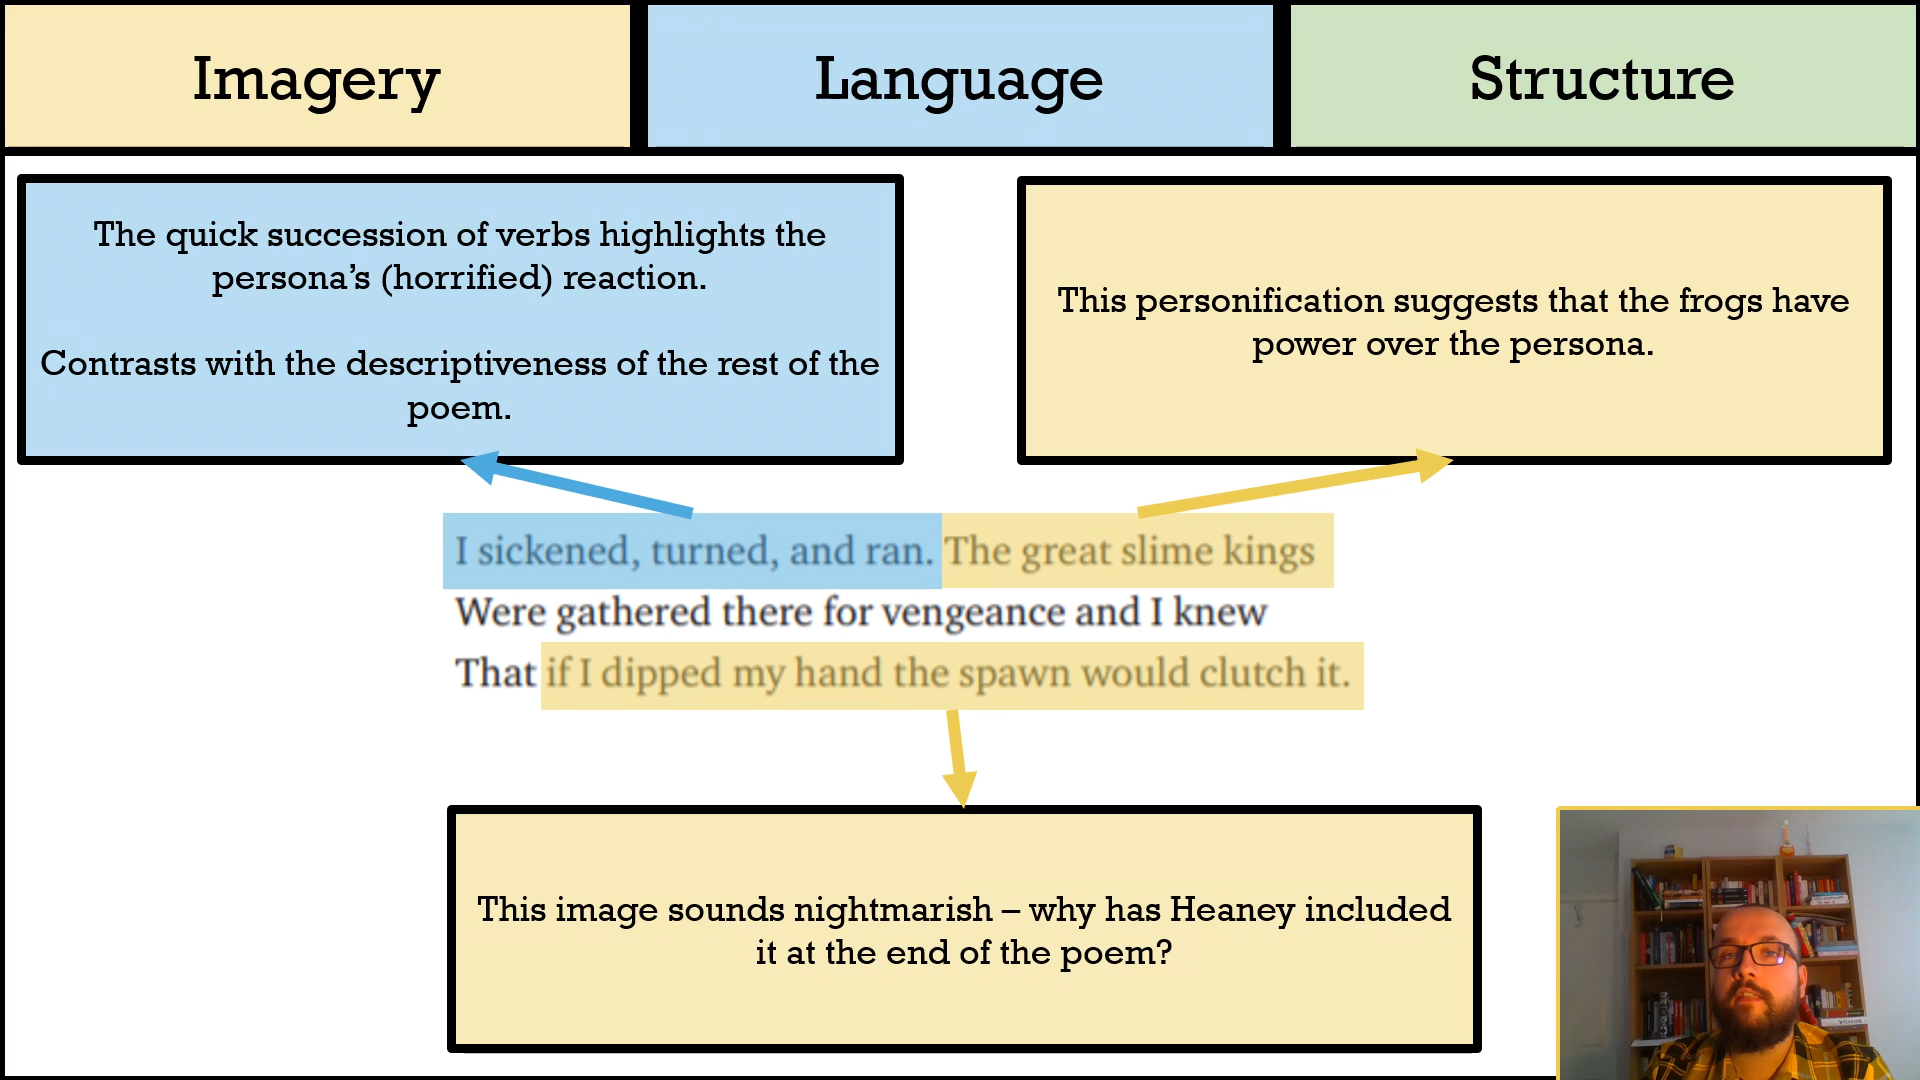 Imagery
Language
Structure
The quick succession of verbs highlights the
persona’s (horrified) reaction.
Contrasts with the descriptiveness of the rest of the
poem.
This personification suggests that the frogs have
power over the persona.
I sickened, turned, and ran. The great slime kings
Were gathered there for vengeance and I knew
That if I dipped my hand the spawn would clutch it.
This image sounds nightmarish – why has Heaney included
it at the end of the poem?